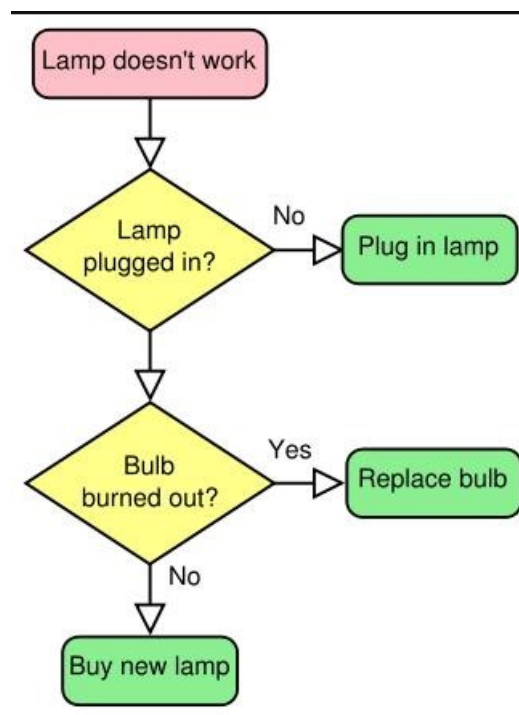 Lamp doesn't work
Lamp
plugged in?
No
Plug in lamp
Bulb
burned out?
Yes
Replace bulb
No
Buy new lamp